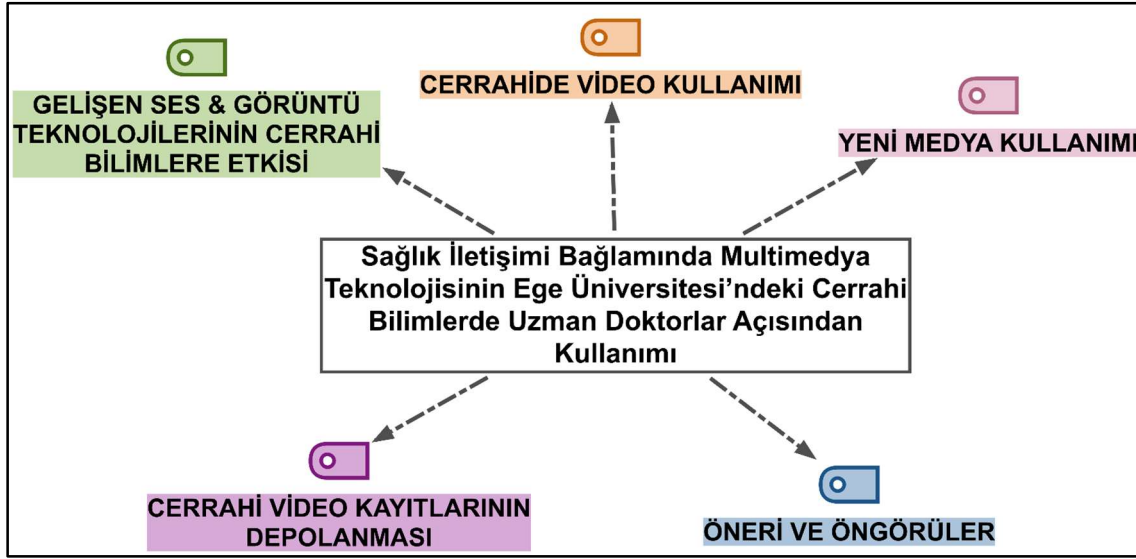 GELİŞEN SES & GÖRÜNTÜ
TEKNOLOJİLERİNİN CERRAHİ
BİLİMLERE ETKİSİ
CERRAHİDE VİDEO KULLANIMI
YENİ MEDYA KULLANIMI
Sağlık İletişimi Bağlamında Multimedya
Teknolojisinin Ege Üniversitesi’ndeki Cerrahi
Bilimlerde Uzman Doktorlar Açısından
Kullanımı
CERRAHİ VİDEO KAYITLARININ
DEPOLANMASI
ÖNERİ VE ÖNGÖRÜLER